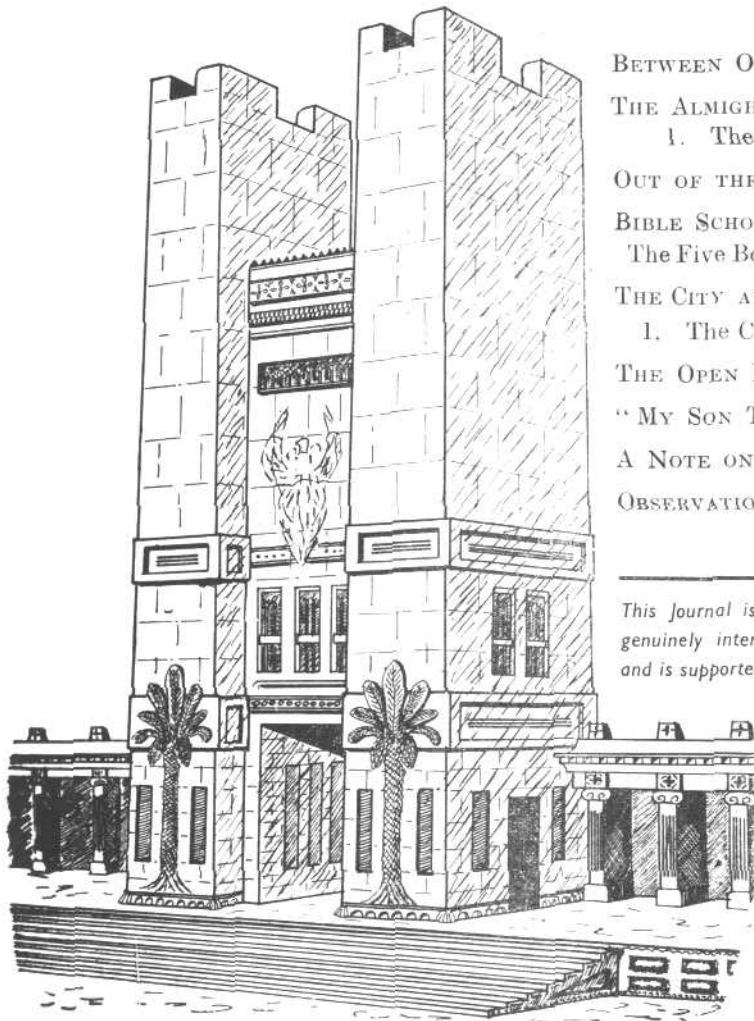 BETWEEN O
THE ALMIGH
1. The
OUT OF THE
BIBLE SCHO
The Five Bo
THE CITY A
1. The C
THE OPEN
"MY SON T
A NOTE ON
OBSERVATIO
This Journal is
genuinely inter
and is supporte